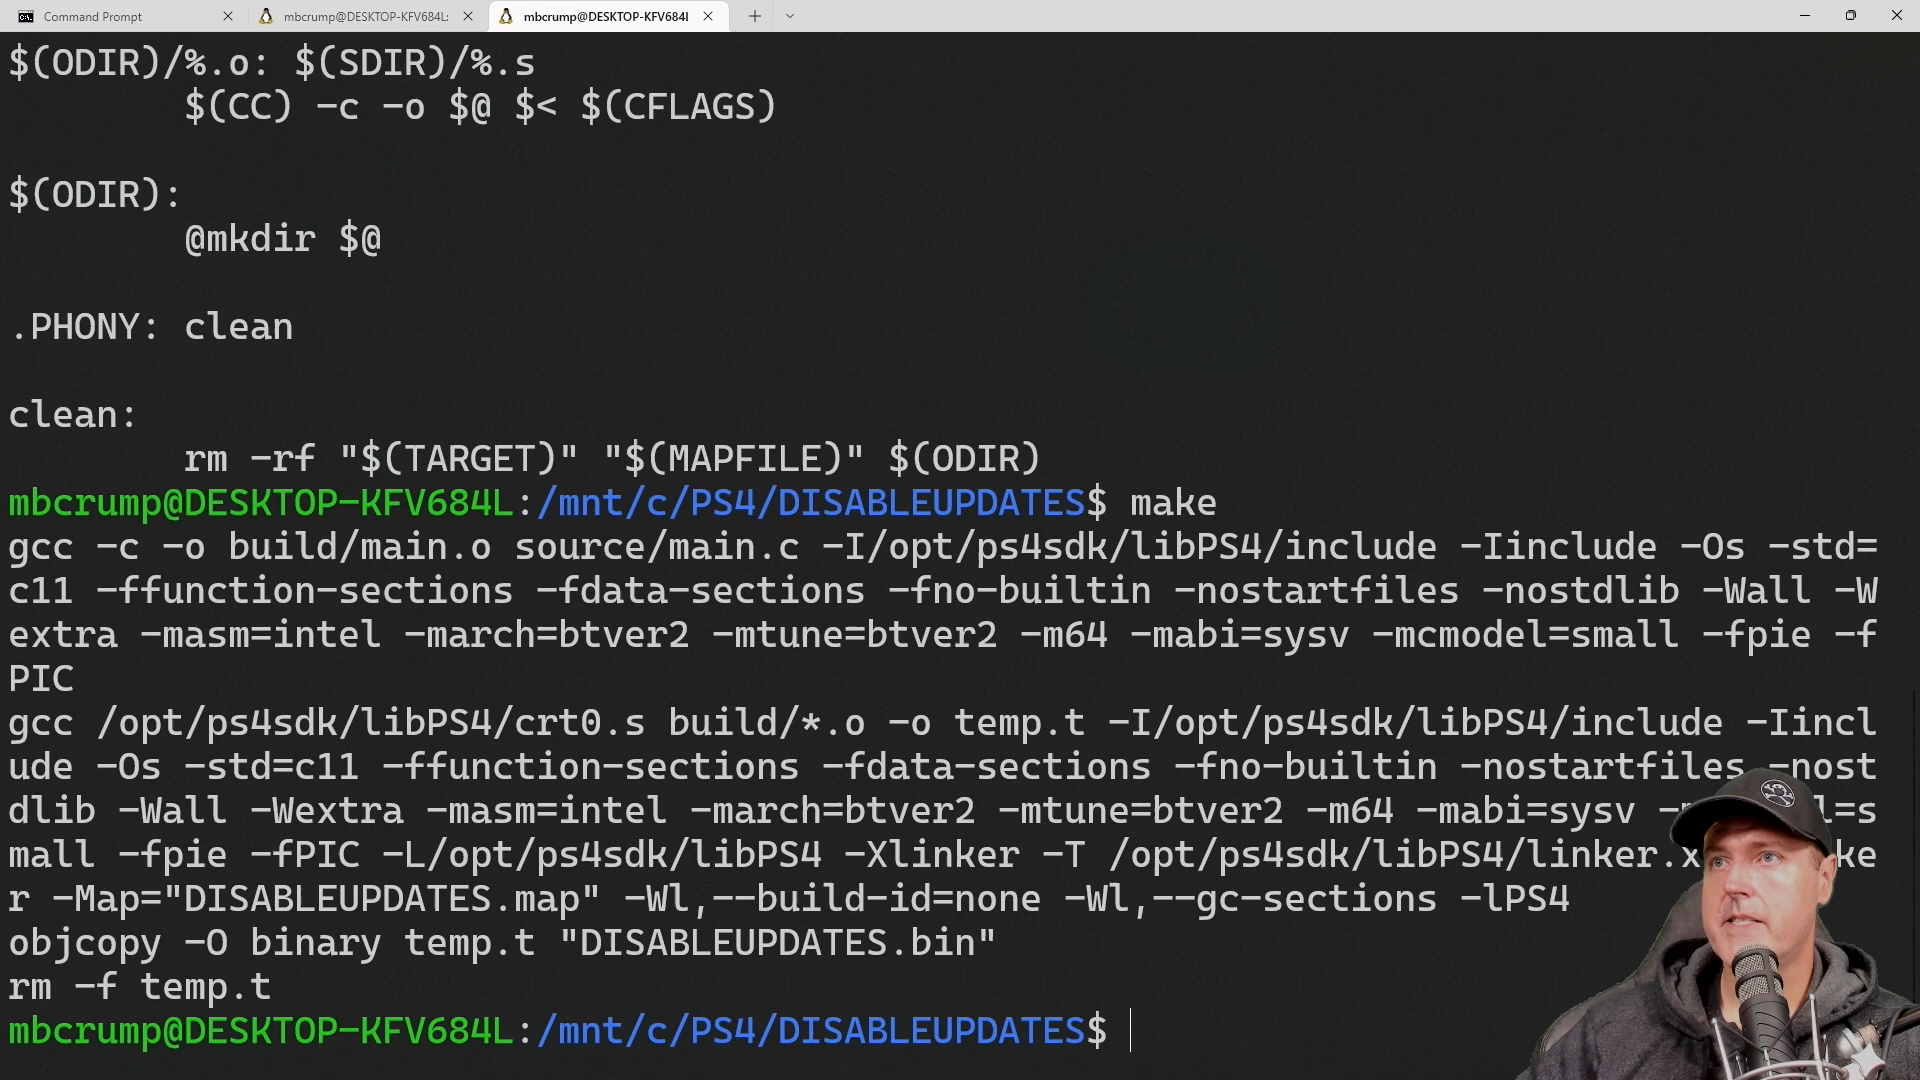 Command Prompt
mbcrump@DESKTOP-KFV684L:
mbcrump@DESKTOP-KFV684L
$(ODIR)/%.o: $(SDIR)/%.s
$(CC) -c -o $@ $< $(CFLAGS)
$(ODIR):
@mkdir $@
.PHONY: clean
clean:
rm -rf "$(TARGET)" "$(MAPFILE)" $(ODIR)
mbcrump@DESKTOP-KFV684L:/mnt/c/PS4/DISABLEUPDATES$ make
gcc -c -o build/main.o source/main.c -I/opt/ps4sdk/libPS4/include -Iinclude -Os -std=
c11 -ffunction-sections -fdata-sections -fno-builtin -nostartfiles -nostdlib -Wall -W
extra -masm=intel -march=btver2 -mtune=btver2 -m64 -mabi=sysv -mcmodel=small -fpie -f
PIC
gcc /opt/ps4sdk/libPS4/crt0.s build/*.o -o temp.t -I/opt/ps4sdk/libPS4/include -Iincl
ude -Os -std=c11 -ffunction-sections -fdata-sections -fno-builtin -nostartfiles -nost
dlib -Wall -Wextra -masm=intel -march=btver2 -mtune=btver2 -m64 -mabi=sysv l=s
mall -fpie -fPIC -L/opt/ps4sdk/libPS4 -Xlinker -T /opt/ps4sdk/libPS4/linker.x ke
r -Map="DISABLEUPDATES.map" -Wl,--build-id=none -Wl,--gc-sections -lPS4
objcopy -O binary temp.t "DISABLEUPDATES.bin"
rm -f temp.t
mbcrump@DESKTOP-KFV684L:/mnt/c/PS4/DISABLEUPDATES$